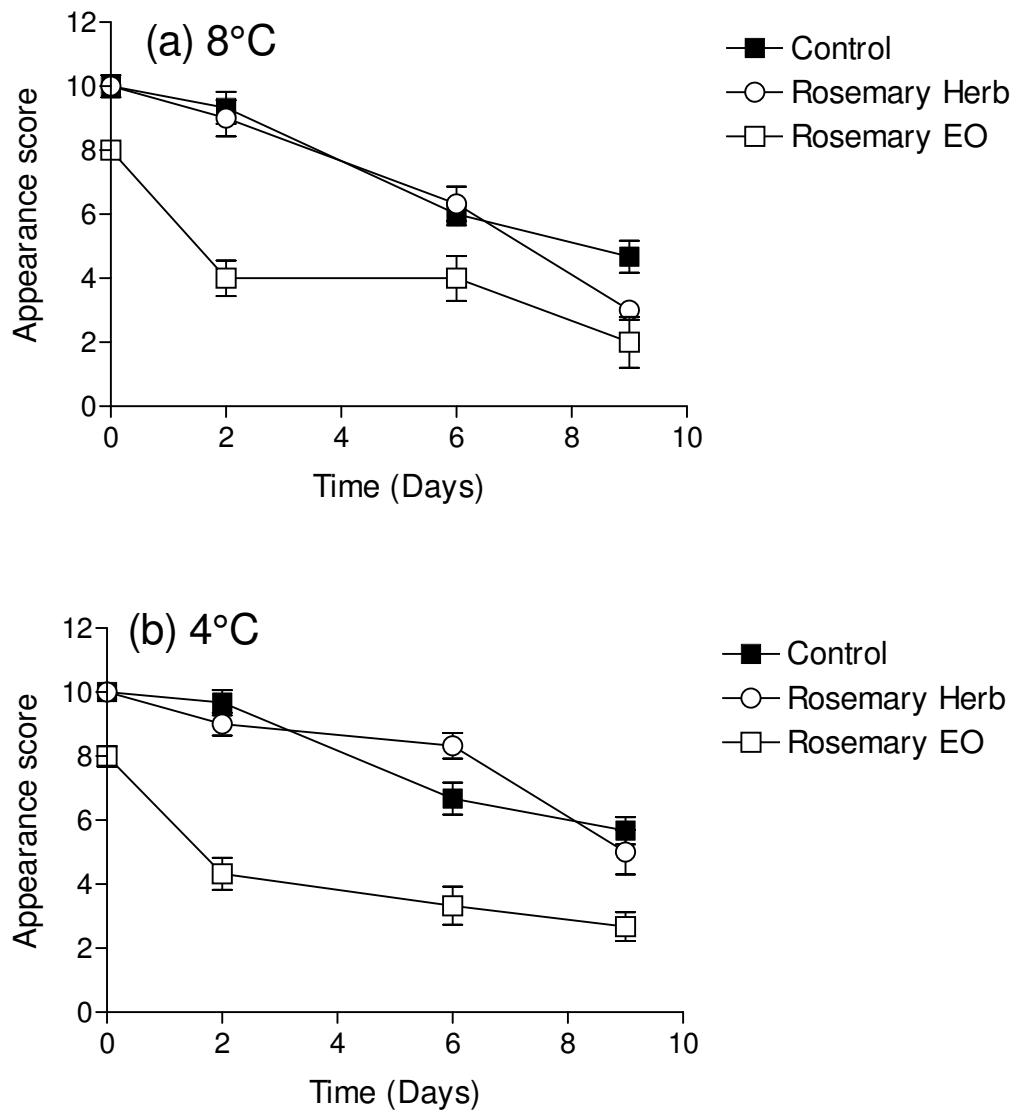 (a) 8°C
12
10
8
6
4
2
0
Appearance score
0 2 4 6 8 10
Time (Days)
Control
Rosemary Herb
Rosemary EO
(b) 4°C
12
10
8
6
4
2
0
Appearance score
0 2 4 6 8 10
Time (Days)
Control
Rosemary Herb
Rosemary EO